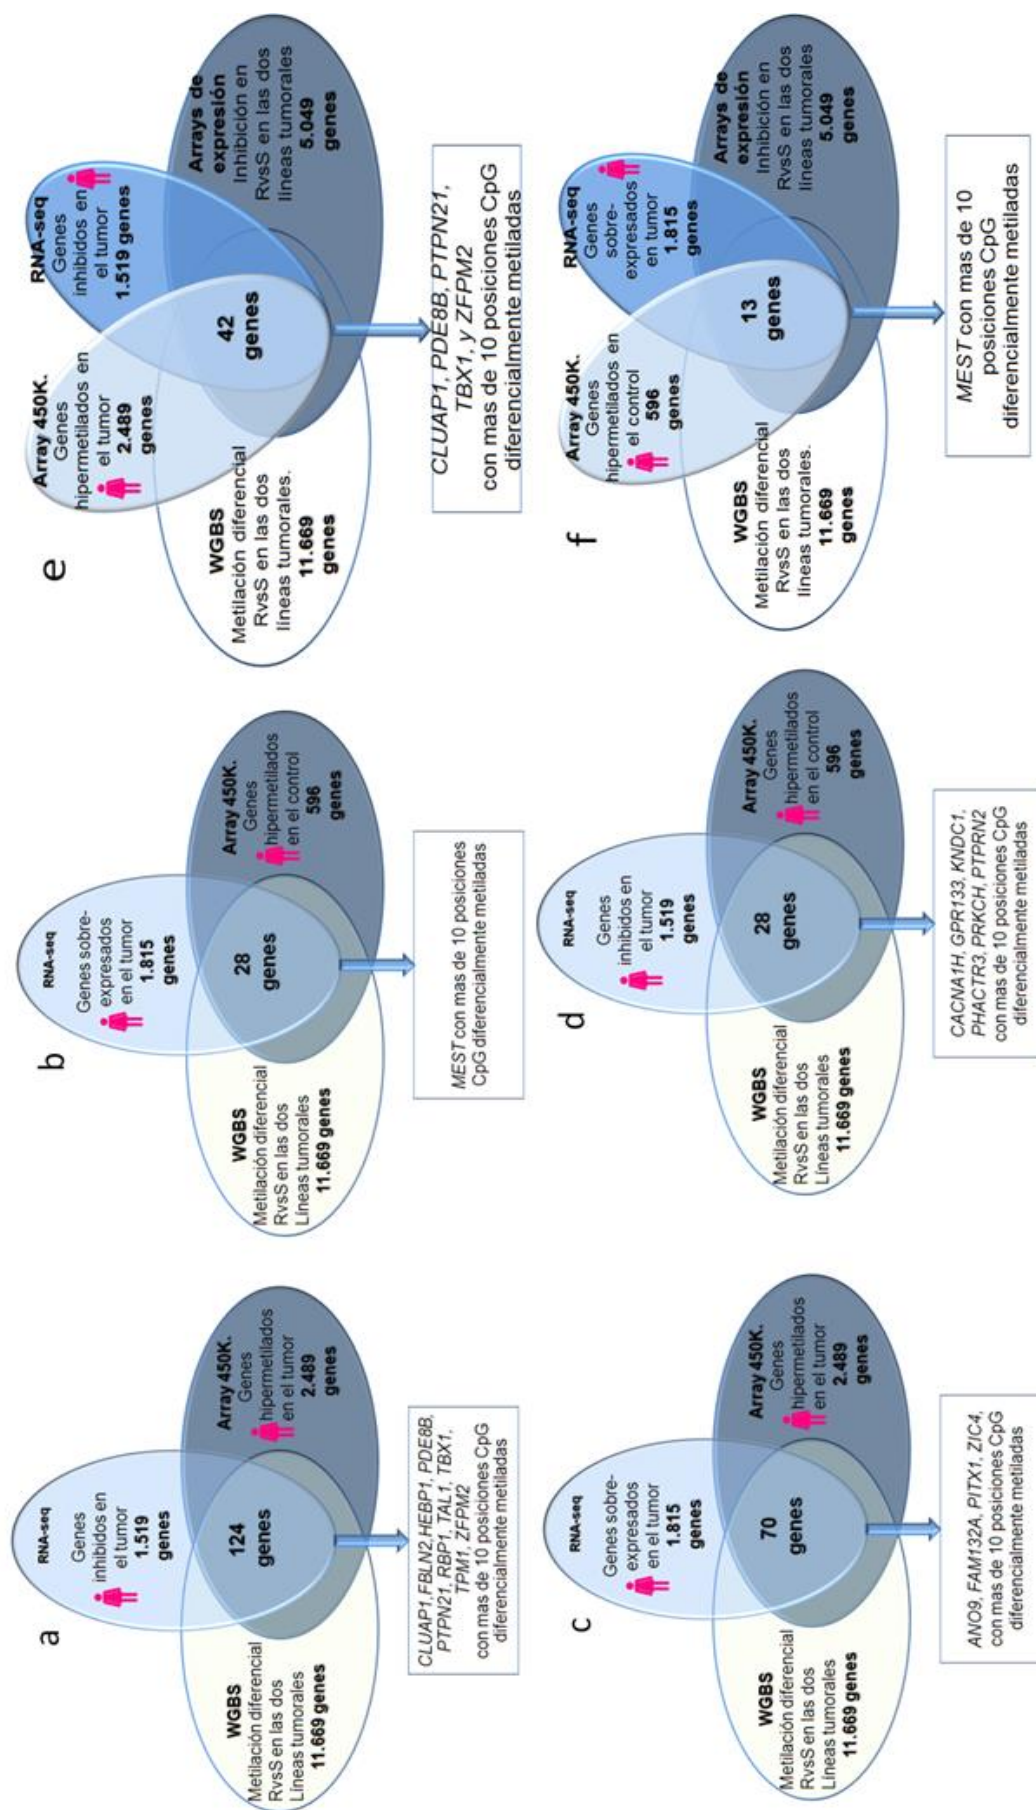 a
RNA-seq
Genes
inhibidos en
el tumor
1.519
genes
124
genes
WGBS
Metilación diferencial
RvsS en las dos
Líneas tumorales
11.669 genes
Array 450K.
Genes
hipermetilados
en el tumor
2.489
genes
CLUAP1,FBLN2,HEBP1, PDE8B,
PTPN21, RBP1, TAL1, TBX1,
TPM1, ZFPM2
con mas de 10 posiciones CpG
diferencialmente metiladas
b
RNA-seq
Genes sobre-
expresados
en el tumor
1.815
genes
28
genes
WGBS
Metilación diferencial
RvsS en las dos
Líneas tumorales
11.669 genes
Array 450K.
Genes
hipermetilados
en el control
596
genes
MEST con mas de 10 posiciones
CpG diferencialmente metiladas
e
Array 450K.
Genes
hipermetilados en
el tumor
2.489
genes
RNA-seq
Genes
inhibidos en
el tumor
1.519 genes
42
genes
WGBS
Metilación diferencial
RvsS en las dos
líneas tumorales.
11.669
genes
Arrays de
expresión
Inhibición en
RvsS en las dos
líneas tumorales
5.049
genes
CLUAP1, PDE8B, PTPN21,
TBX1, y ZFPM2
con mas de 10 posiciones CpG
diferencialmente metiladas
c
RNA-seq
Genes sobre-
expresados
en el tumor
1.815
genes
70
genes
WGBS
Metilación diferencial
RvsS en las dos
Líneas tumorales
11.669 genes
Array 450K.
Genes
hipermetilados
en el tumor
2.489
genes
ANO9, FAM132A, PITX1, ZIC4,
con mas de 10 posiciones CpG
diferencialmente metiladas
d
RNA-seq
Genes
inhibidos en
el tumor
1.519
genes
28
genes
WGBS
Metilación diferencial
RvsS en las dos
Líneas tumorales
11.669 genes
Array 450K.
Genes
hipermetilados
en el control
596
genes
CACNA1H, GPR133, KNDC1,
PHACTR3, PRKCH, PTPRN2
con mas de 10 posiciones CpG
diferencialmente metiladas
f
Array 450K.
Genes
hipermetilados en
el control
596
genes
RNA-seq
Genes
sobre-
expresados
en tumor
1.815
genes
13
genes
WGBS
Metilación diferencial
RvsS en las dos
líneas tumorales.
11.669
genes
Arrays de
expresión
Inhibición en
RvsS en las dos
líneas tumorales
5.049
genes
MEST con mas de 10
posiciones CpG
diferencialmente
metiladas